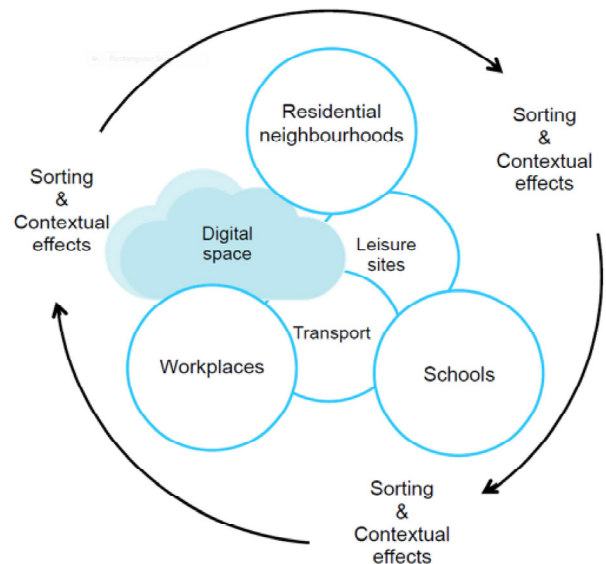 Residential
neighbourhoods
Sorting
&
Contextual
effects
Sorting
&
Contextual
effects
Digital
space
Leisure
sites
Transport
Workplaces
Schools
Sorting
&
Contextual
effects